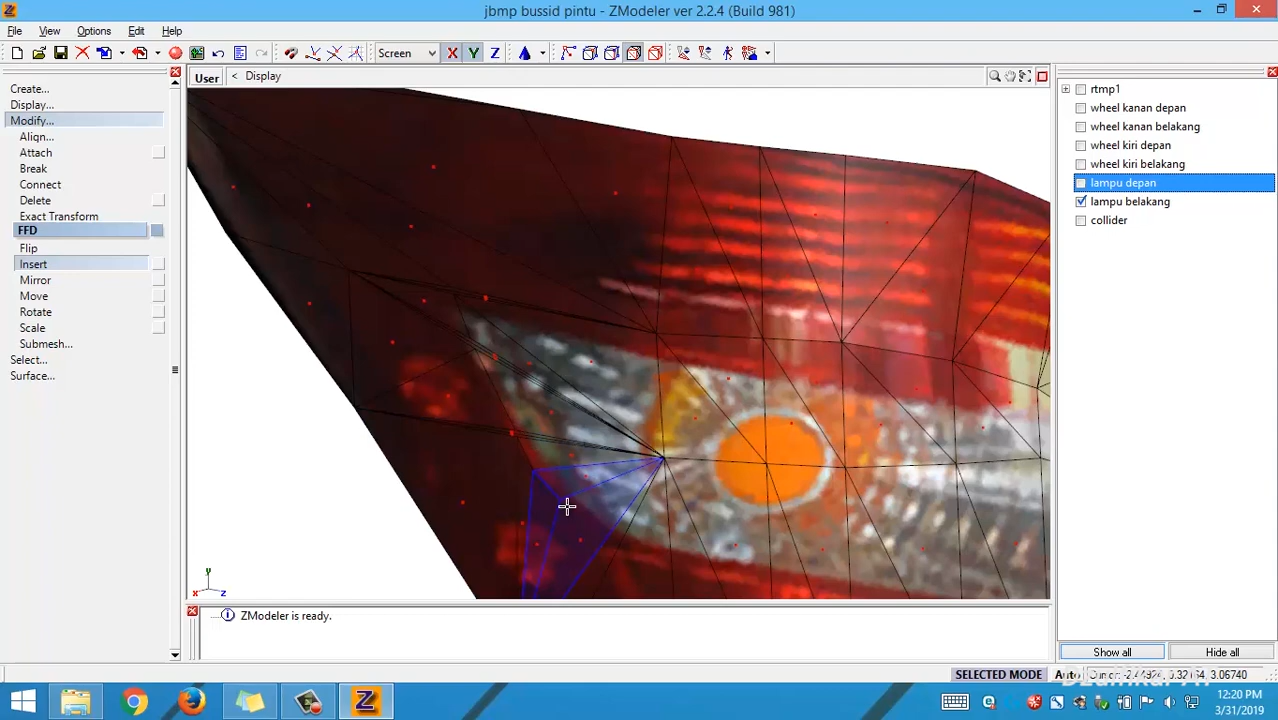 jbmp bussid pintu - ZModeler ver 2.2.4 (Build 981)
File View Options Edit Help
Screen X Y Z
User < Display
Create...
Display...
Modify...
Align...
Attach
Break
Connect
Delete
Exact Transform
FFD
Flip
Insert
Mirror
Move
Rotate
Scale
Submesh...
Select...
Surface...
rtmp1
wheel kanan depan
wheel kanan belakang
wheel kiri depan
wheel kiri belakang
lampu depan
lampu belakang
collider
y
x z
ZModeler is ready.
Show all Hide all
SELECTED MODE Auto
12:20 PM
3/31/2019